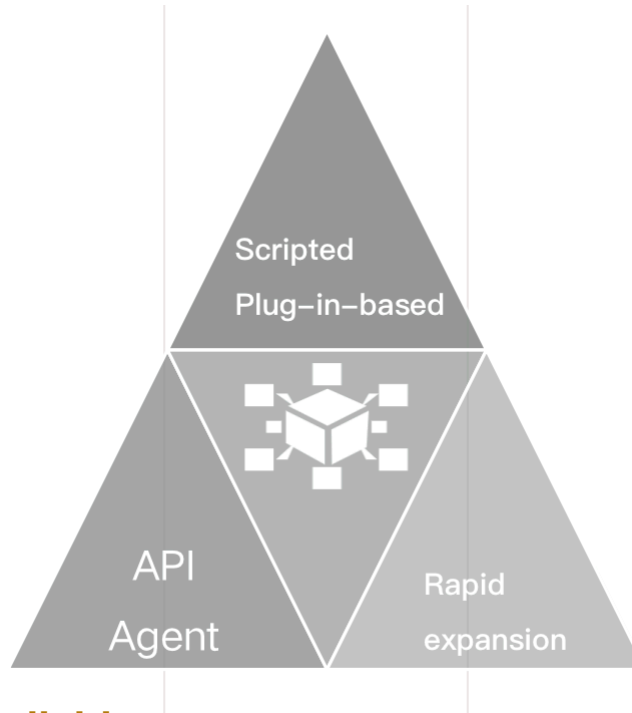 Scripted
Plug-in-based
API
Agent
Rapid
expansion